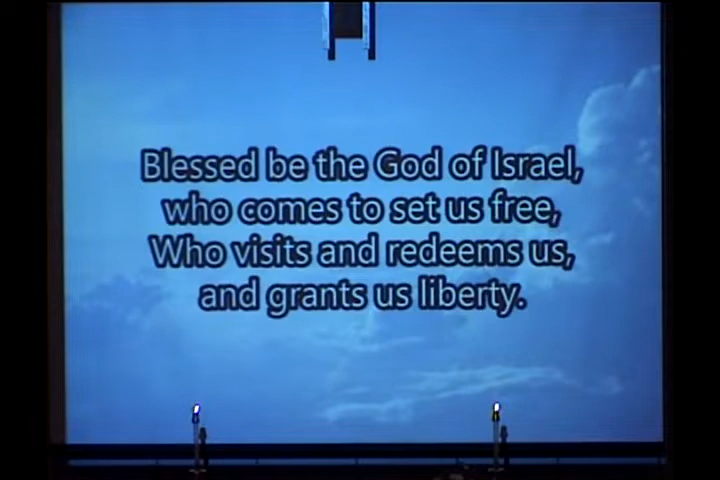 Blessed be the God of Israel,
who comes to set us free,
Who visits and redeems us,
and grants us liberty.